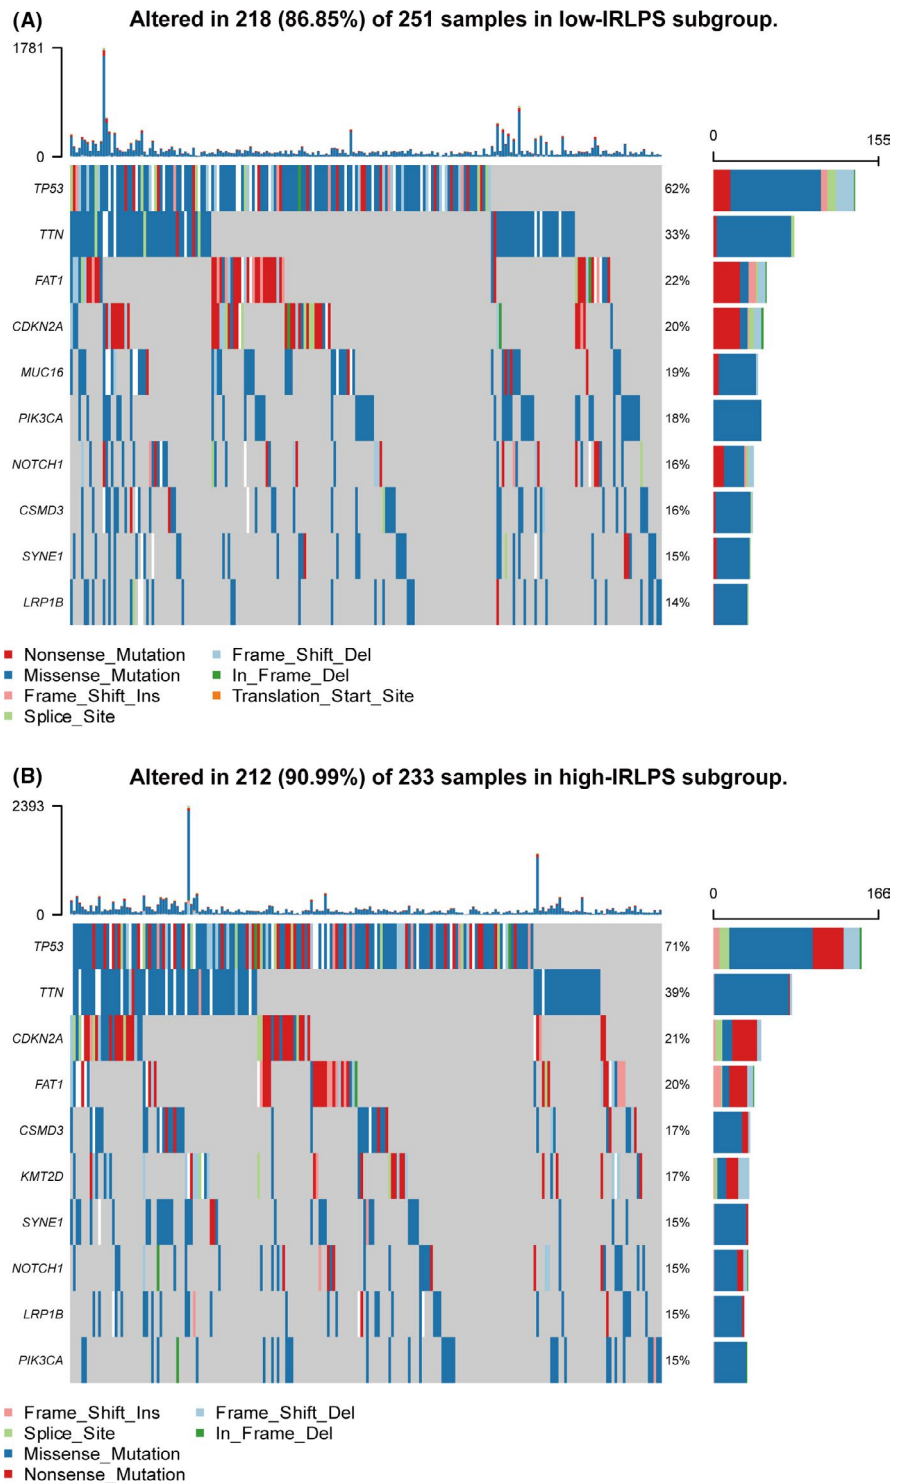 (A) Altered in 218 (86.85%) of 251 samples in low-IRLPS subgroup.
1781
0
0 155
TP53 62%
TTN 33%
FAT1 22%
CDKN2A 20%
MUC16 19%
PIK3CA 18%
NOTCH1 16%
CSMD3 16%
SYNE1 15%
LRP1B 14%
Nonsense_Mutation Frame_Shift_Del
Missense_Mutation In_Frame_Del
Frame_Shift_Ins Translation_Start_Site
Splice_Site
(B) Altered in 212 (90.99%) of 233 samples in high-IRLPS subgroup.
2393
0
0 166
TP53 71%
TTN 39%
CDKN2A 21%
FAT1 20%
CSMD3 17%
KMT2D 17%
SYNE1 15%
NOTCH1 15%
LRP1B 15%
PIK3CA 15%
Frame_Shift_Ins Frame_Shift_Del
Splice_Site In_Frame_Del
Missense_Mutation
Nonsense_Mutation